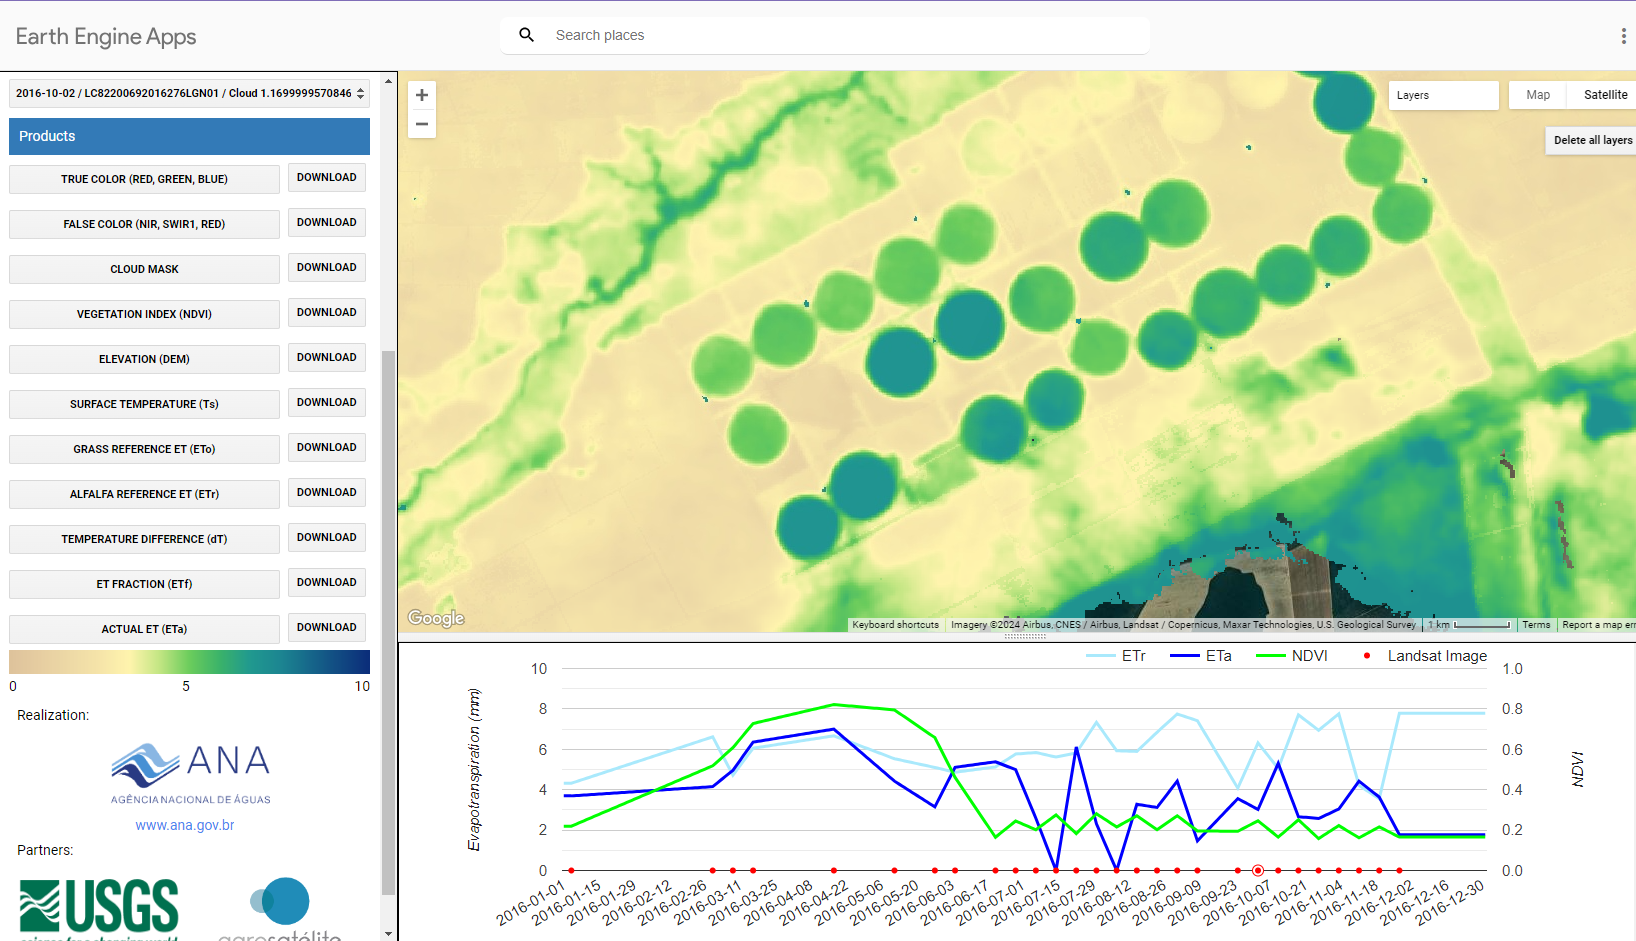 Earth Engine Apps
Search places
2016-10-02 / LC82200692016276LGN01 / Cloud 1.1699999570846
Products
TRUE COLOR (RED, GREEN, BLUE)
DOWNLOAD
FALSE COLOR (NIR, SWIR1, RED)
DOWNLOAD
CLOUD MASK
DOWNLOAD
VEGETATION INDEX (NDVI)
DOWNLOAD
ELEVATION (DEM)
DOWNLOAD
SURFACE TEMPERATURE (Ts)
DOWNLOAD
GRASS REFERENCE ET (ETo)
DOWNLOAD
ALFALFA REFERENCE ET (ETr)
DOWNLOAD
TEMPERATURE DIFFERENCE (dT)
DOWNLOAD
ET FRACTION (ETf)
DOWNLOAD
ACTUAL ET (ETa)
DOWNLOAD
0 5 10
Realization:
ANA
AGÊNCIA NACIONAL DE ÁGUAS
www.ana.gov.br
Partners:
USGS
science for a changing world
agrosatélite
+
−
Layers
Map
Satellite
Delete all layers
Google
Keyboard shortcuts
Imagery ©2024 Airbus, CNES / Airbus, Landsat / Copernicus, Maxar Technologies, U.S. Geological Survey
1 km
Terms
Report a map err
ETr
ETa
NDVI
Landsat Image
Evapotranspiration (mm)
10
8
6
4
2
0
1.0
0.8
0.6
0.4
0.2
0.0
NDVI
2016-01-01
2016-01-15
2016-01-29
2016-02-12
2016-02-26
2016-03-11
2016-03-25
2016-04-08
2016-04-22
2016-05-06
2016-05-20
2016-06-03
2016-06-17
2016-07-01
2016-07-15
2016-07-29
2016-08-12
2016-08-26
2016-09-09
2016-09-23
2016-10-07
2016-10-21
2016-11-04
2016-11-18
2016-12-02
2016-12-16
2016-12-30